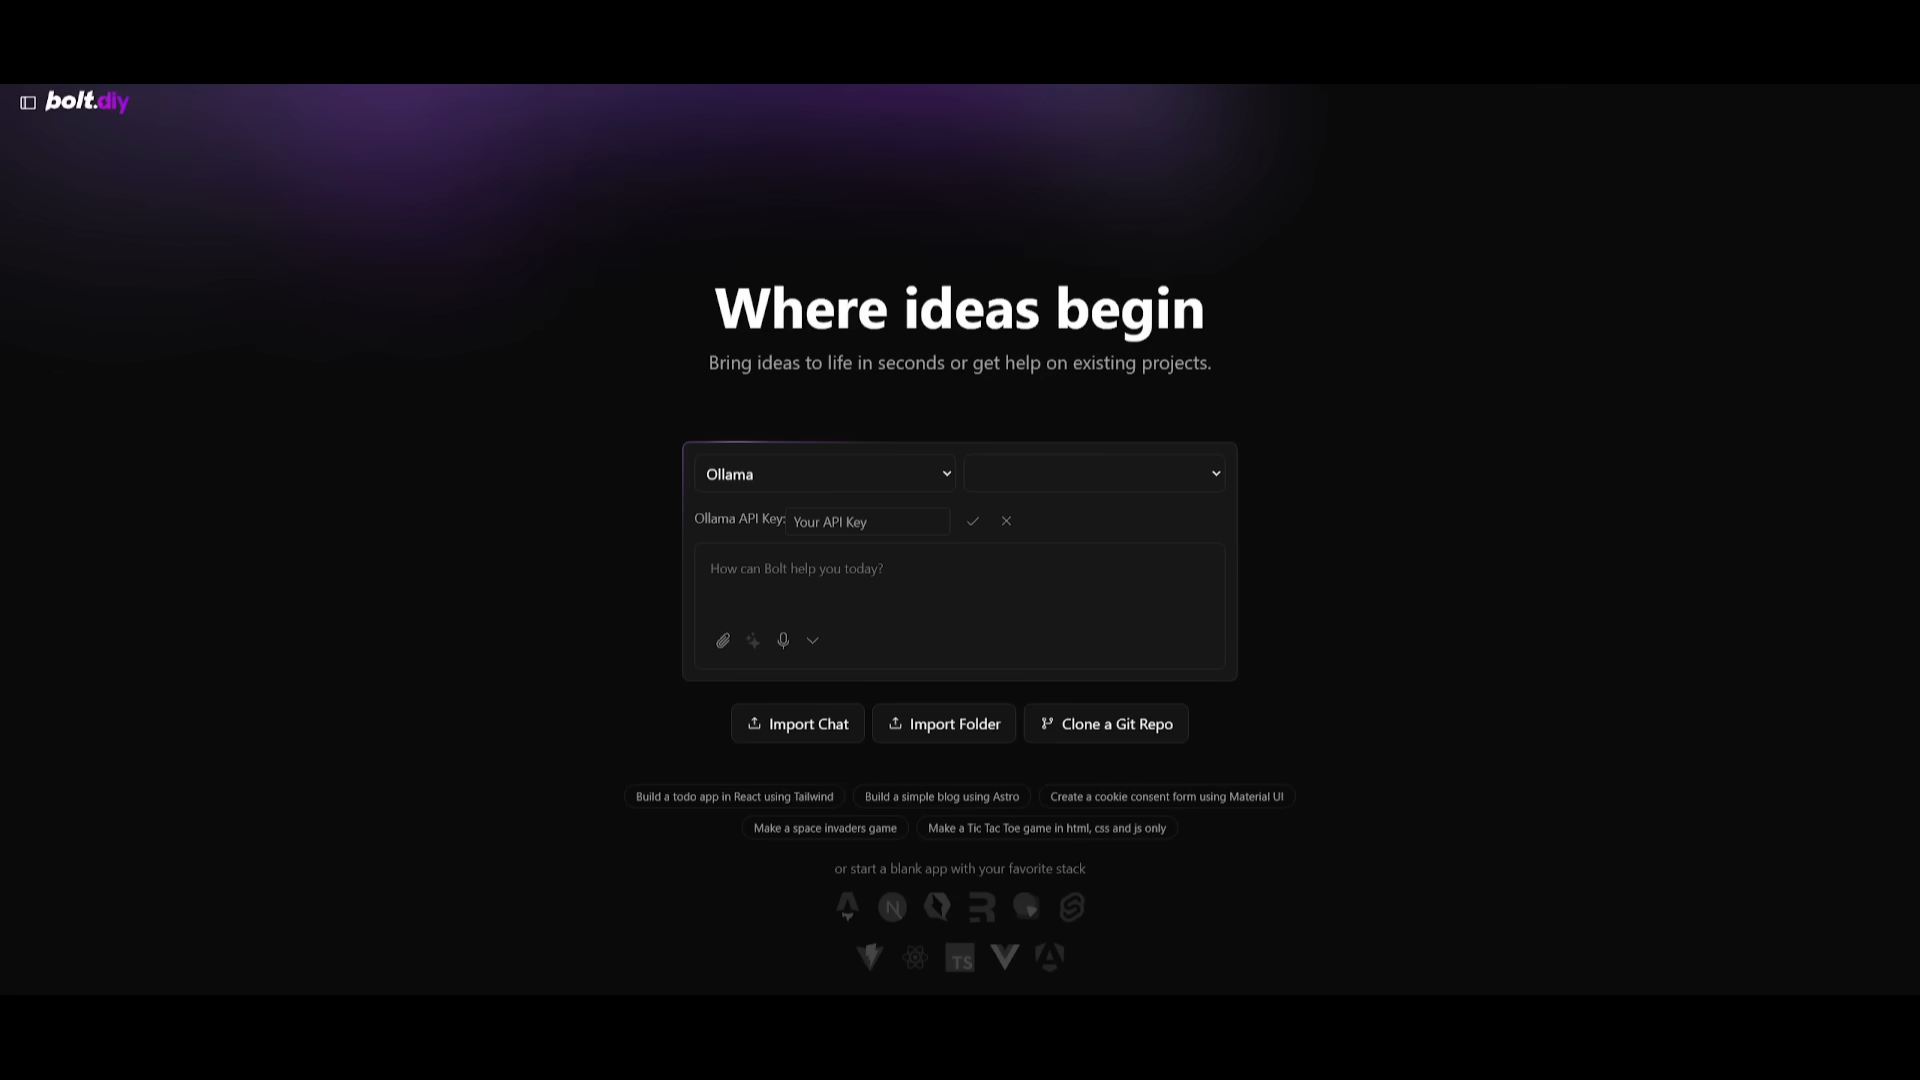 bolt.diy
Where ideas begin
Bring ideas to life in seconds or get help on existing projects.
Ollama
Ollama API Key: Your API Key
How can Bolt help you today?
Import Chat Import Folder Clone a Git Repo
Build a todo app in React using Tailwind Build a simple blog using Astro Create a cookie consent form using Material UI
Make a space invaders game Make a Tic Tac Toe game in html, css and js only
or start a blank app with your favorite stack
N
TS